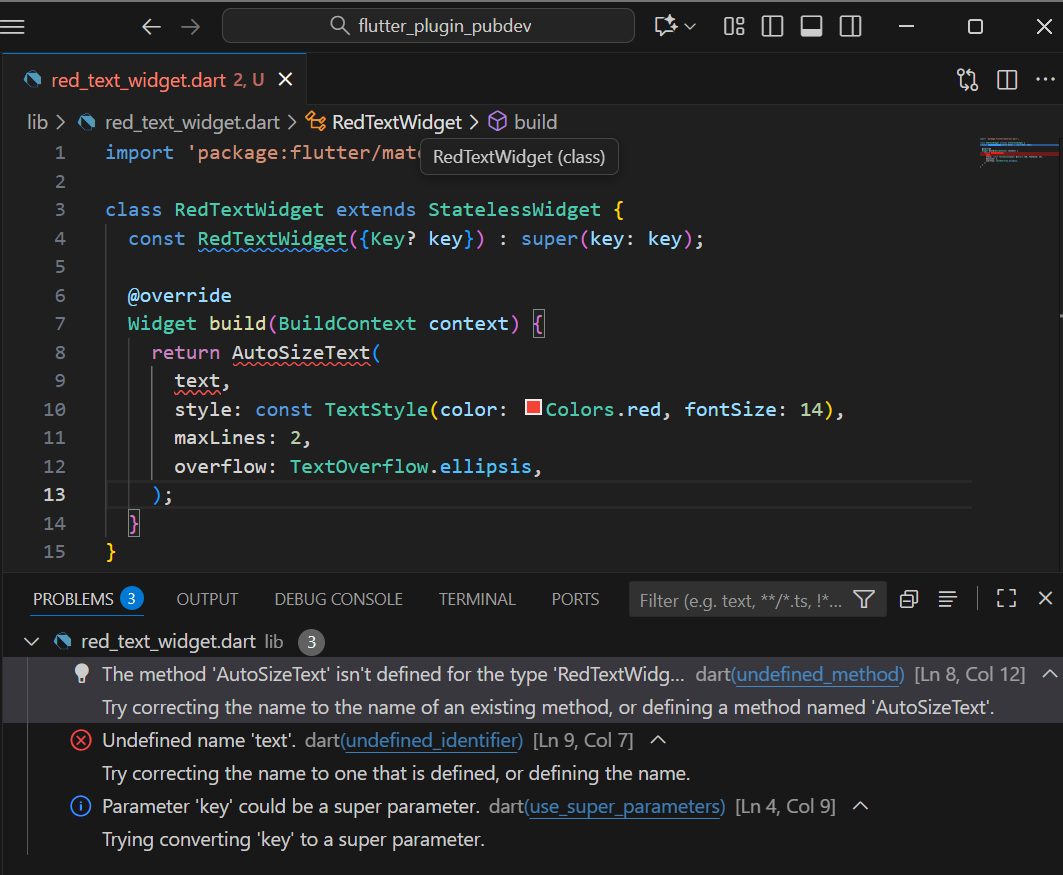 flutter_plugin_pubdev
red_text_widget.dart 2, U
lib > red_text_widget.dart > RedTextWidget > build
RedTextWidget (class)
1 import 'package:flutter/mat
2
3 class RedTextWidget extends StatelessWidget {
4 const RedTextWidget({Key? key}) : super(key: key);
5
6 @override
7 Widget build(BuildContext context) {
8 return AutoSizeText(
9 text,
10 style: const TextStyle(color: Colors.red, fontSize: 14),
11 maxLines: 2,
12 overflow: TextOverflow.ellipsis,
13 );
14 }
15 }
PROBLEMS 3 OUTPUT DEBUG CONSOLE TERMINAL PORTS Filter (e.g. text, **/*.ts, !*...
red_text_widget.dart lib 3
The method 'AutoSizeText' isn't defined for the type 'RedTextWidg... dart(undefined_method) [Ln 8, Col 12]
Try correcting the name to the name of an existing method, or defining a method named 'AutoSizeText'.
Undefined name 'text'. dart(undefined_identifier) [Ln 9, Col 7]
Try correcting the name to one that is defined, or defining the name.
Parameter 'key' could be a super parameter. dart(use_super_parameters) [Ln 4, Col 9]
Trying converting 'key' to a super parameter.